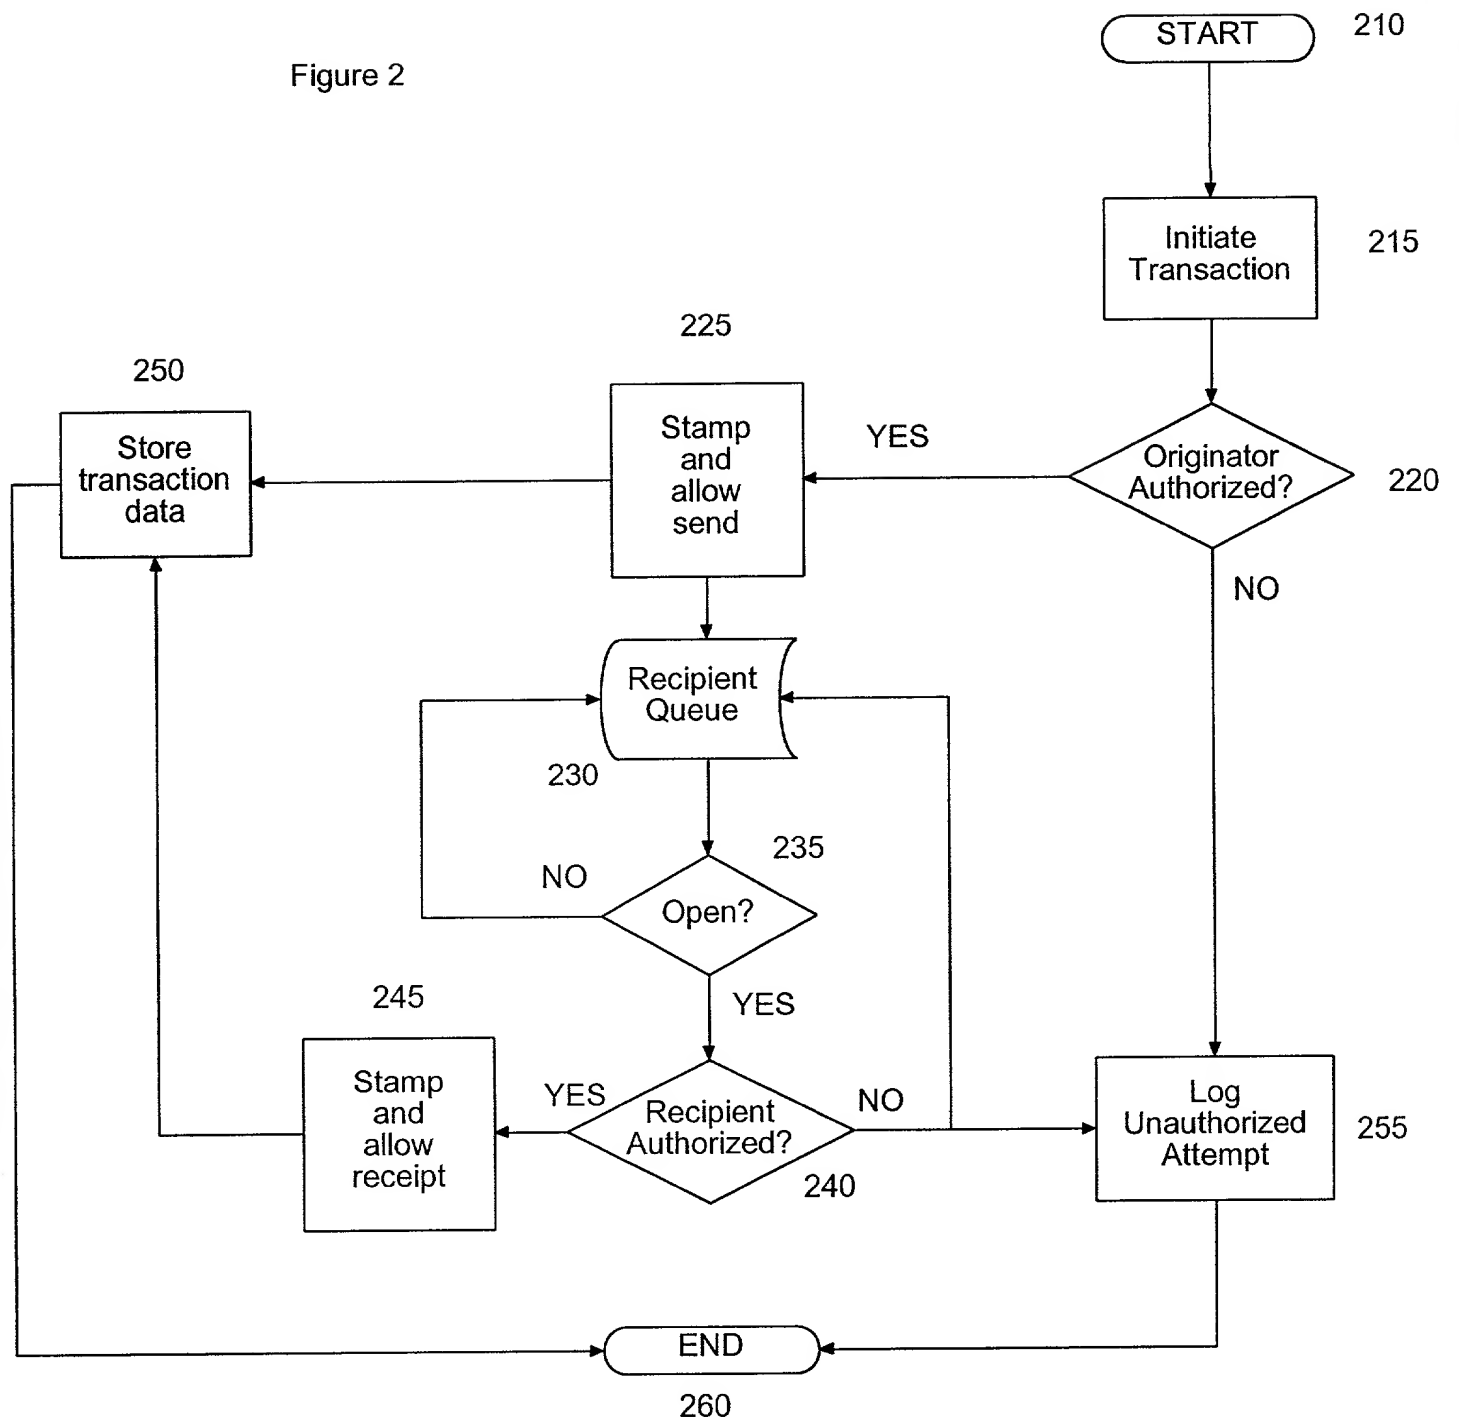 START
210
Figure 2
Initiate
Transaction
215
225
250
Stamp
and
allow
send
YES
Originator
Authorized?
220
Store
transaction
data
NO
Recipient
Queue
230
235
NO
Open?
245
YES
Stamp
and
allow
receipt
YES
Recipient
Authorized?
NO
240
Log
Unauthorized
Attempt
255
END
260